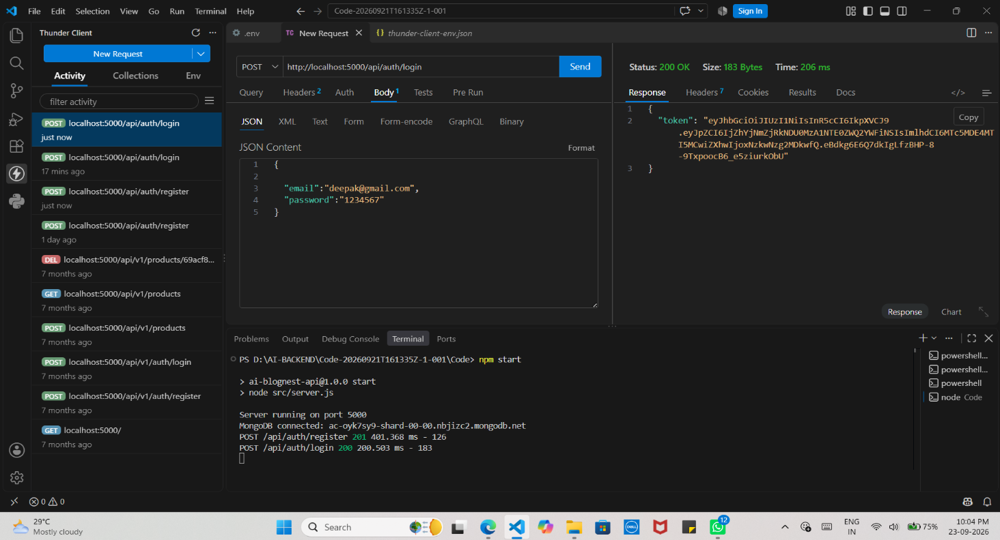 File Edit Selection View Go Run Terminal Help
Code-20260921T161335Z-1-001
Sign In
Thunder Client
New Request
Activity Collections Env
filter activity
POST localhost:5000/api/auth/login
just now
POST localhost:5000/api/auth/login
17 mins ago
POST localhost:5000/api/auth/register
just now
POST localhost:5000/api/auth/register
1 day ago
DEL localhost:5000/api/v1/products/69acf8...
7 months ago
GET localhost:5000/api/v1/products
7 months ago
POST localhost:5000/api/v1/products
7 months ago
POST localhost:5000/api/v1/auth/login
7 months ago
POST localhost:5000/api/v1/auth/register
7 months ago
GET localhost:5000/
7 months ago
.env
TC New Request
{} thunder-client-env.json
POST http://localhost:5000/api/auth/login Send
Query Headers 2 Auth Body 1 Tests Pre Run
JSON XML Text Form Form-encode GraphQL Binary
JSON Content Format
1 {
2
3 "email":"deepak@gmail.com",
4 "password":"1234567"
5 }
Status: 200 OK Size: 183 Bytes Time: 206 ms
Response Headers 7 Cookies Results Docs </>
1 {
Copy
2 "token": "eyJhbGciOiJIUzI1NiIsInR5cCI6IkpXVCJ9
.eyJpZCI6IjZhYjNmZjRkNDU0MzA1NTE0ZWQ2YWFiNSIsImlhdCI6MTc5MDE4MT
I5MCwiZXhwIjoxNzkwNzg2MDkwfQ.eBdkg6E6Q7dkIgLfzBHP-8
-9TxpoocB6_e5ziurkObU"
3 }
Response Chart
Problems Output Debug Console Terminal Ports
PS D:\AI-BACKEND\Code-20260921T161335Z-1-001\Code> npm start
> ai-blognest-api@1.0.0 start
> node src/server.js
Server running on port 5000
MongoDB connected: ac-oyk7sy9-shard-00-00.nbjizc2.mongodb.net
POST /api/auth/register 201 401.368 ms - 126
POST /api/auth/login 200 200.503 ms - 183
powershell...
powershell...
powershell
node Code
0 0
29°C
Mostly cloudy
Search
DELL
12
ENG
IN
75%
10:04 PM
23-09-2026